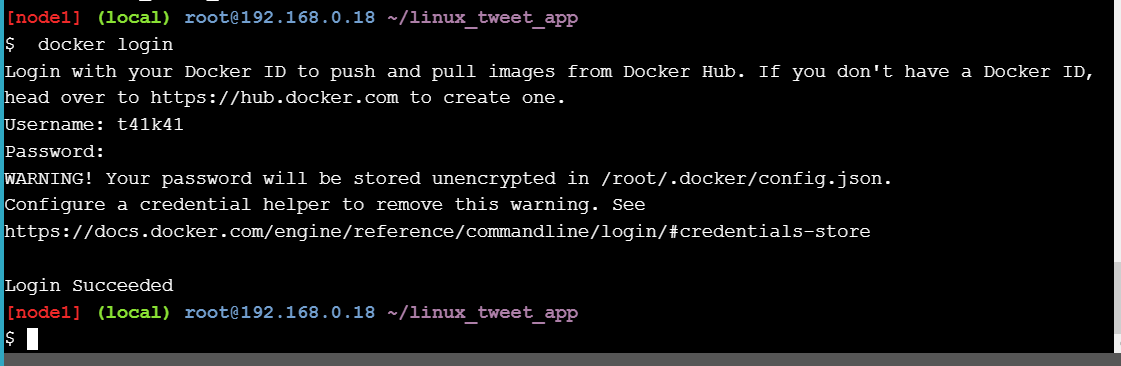 [node1] (local) root@192.168.0.18 ~/linux_tweet_app
$  docker login
Login with your Docker ID to push and pull images from Docker Hub. If you don't have a Docker ID,
head over to https://hub.docker.com to create one.
Username: t41k41
Password:
WARNING! Your password will be stored unencrypted in /root/.docker/config.json.
Configure a credential helper to remove this warning. See
https://docs.docker.com/engine/reference/commandline/login/#credentials-store

Login Succeeded
[node1] (local) root@192.168.0.18 ~/linux_tweet_app
$